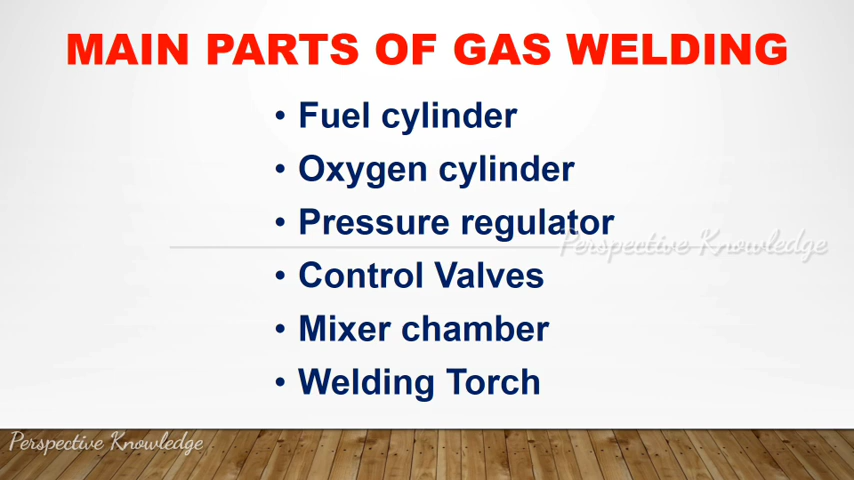 MAIN PARTS OF GAS WELDING
• Fuel cylinder
• Oxygen cylinder
• Pressure regulator
Perspective Knowledge
• Control Valves
• Mixer chamber
• Welding Torch
Perspective Knowledge